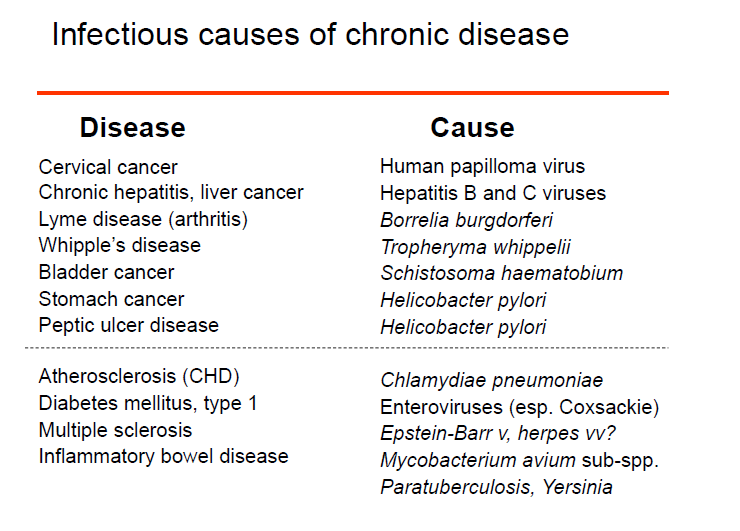 Infectious causes of chronic disease
Disease Cause
Cervical cancer Human papilloma virus
Chronic hepatitis, liver cancer Hepatitis B and C viruses
Lyme disease (arthritis) Borrelia burgdorferi
Whipple’s disease Tropheryma whippelii
Bladder cancer Schistosoma haematobium
Stomach cancer Helicobacter pylori
Peptic ulcer disease Helicobacter pylori
Atherosclerosis (CHD) Chlamydiae pneumoniae
Diabetes mellitus, type 1 Enteroviruses (esp. Coxsackie)
Multiple sclerosis Epstein-Barr v, herpes vv?
Inflammatory bowel disease Mycobacterium avium sub-spp.
Paratuberculosis, Yersinia